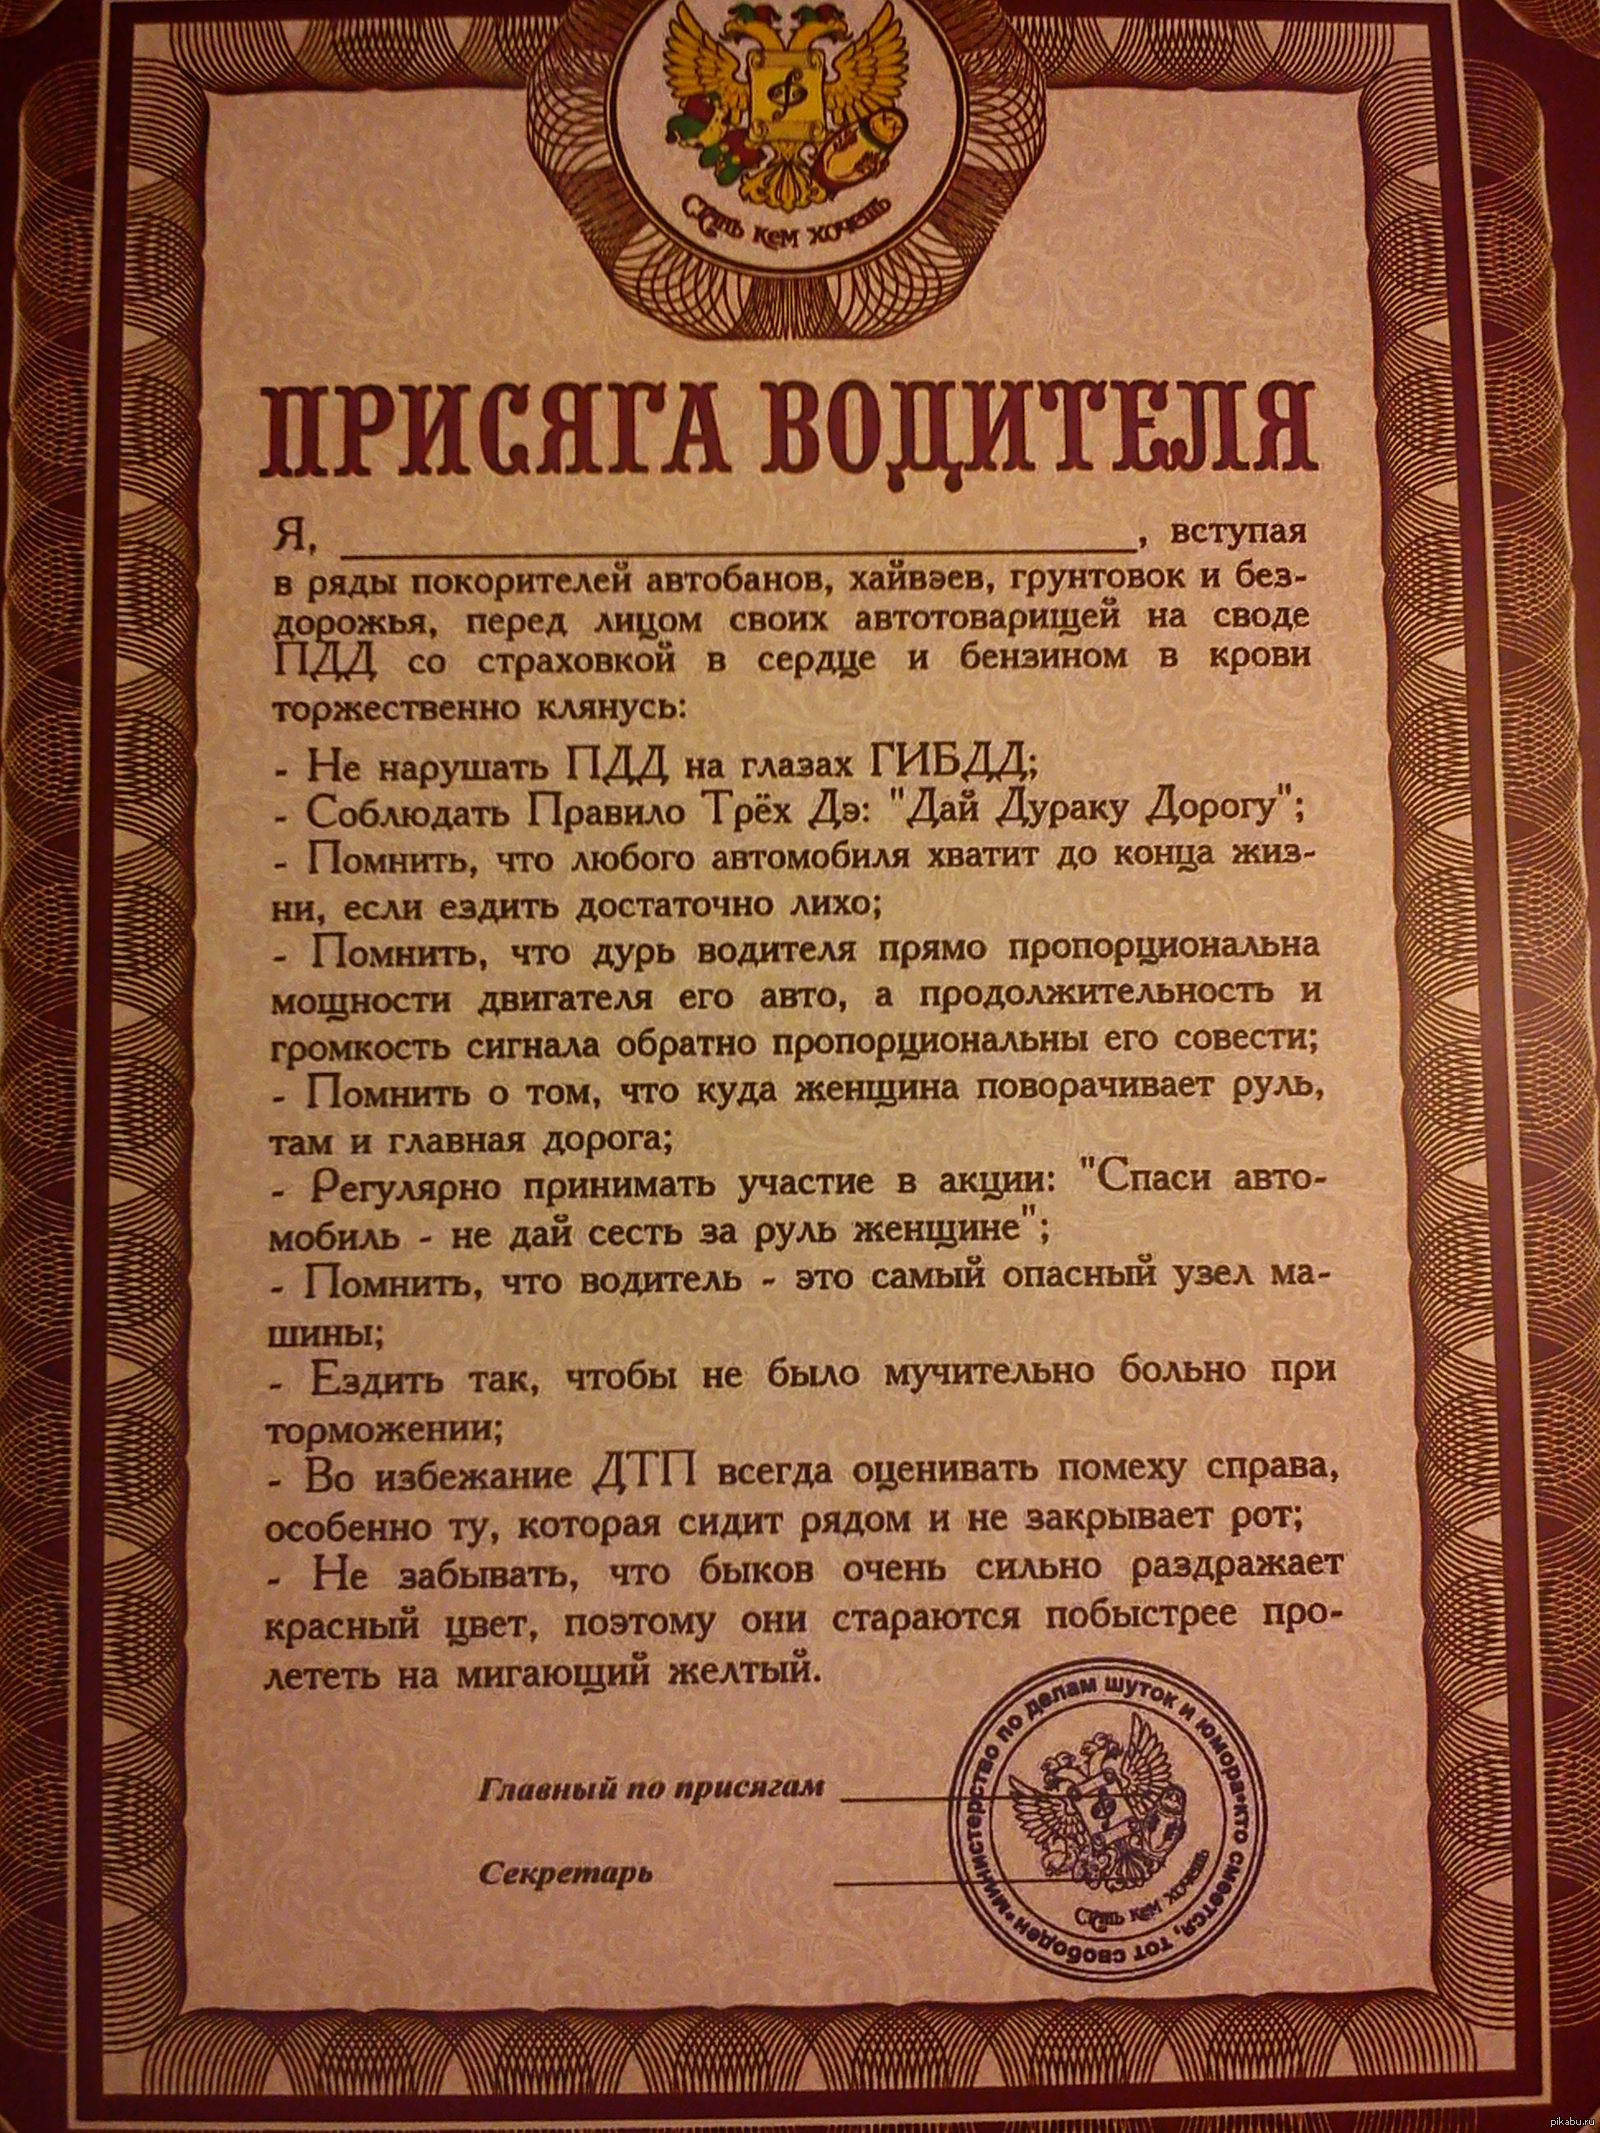 Стань кем хочешь
ПРИСЯГА ВОДИТЕЛЯ
Я, ________________________, вступая
в ряды покорителей автобанов, хайвэев, грунтовок и без-
дорожья, перед лицом своих автотоварищей на своде
ПДД со страховкой в сердце и бензином в крови
торжественно клянусь:
- Не нарушать ПДД на глазах ГИБДД;
- Соблюдать Правило Трёх Дэ: "Дай Дураку Дорогу";
- Помнить, что любого автомобиля хватит до конца жиз-
ни, если ездить достаточно лихо;
- Помнить, что дурь водителя прямо пропорциональна
мощности двигателя его авто, а продолжительность и
громкость сигнала обратно пропорциональны его совести;
- Помнить о том, что куда женщина поворачивает руль,
там и главная дорога;
- Регулярно принимать участие в акции: "Спаси авто-
мобиль - не дай сесть за руль женщине";
- Помнить, что водитель - это самый опасный узел ма-
шины;
- Ездить так, чтобы не было мучительно больно при
торможении;
- Во избежание ДТП всегда оценивать помеху справа,
особенно ту, которая сидит рядом и не закрывает рот;
- Не забывать, что быков очень сильно раздражает
красный цвет, поэтому они стараются побыстрее про-
лететь на мигающий желтый.
Главный по присягам ____________
Секретарь ____________
•Министерство по делам шуток и юмора•кто смеется, тот свободен
Стань кем хочешь
pikabu.ru